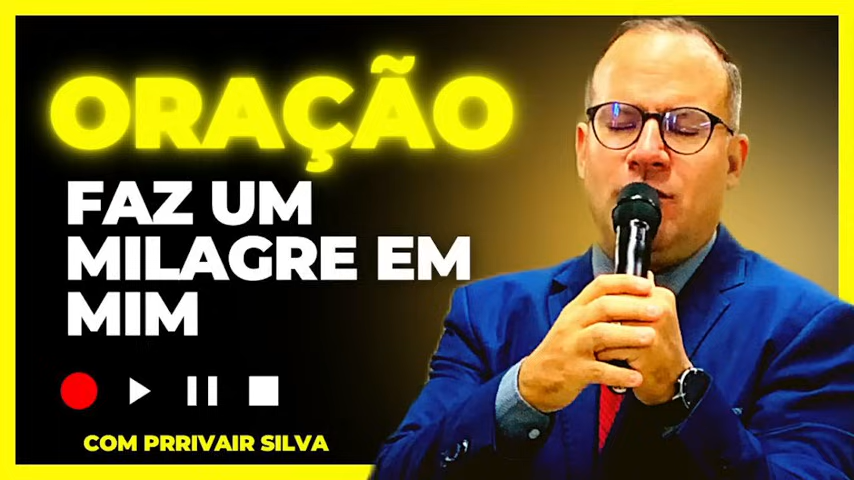 ORAÇÃO
FAZ UM
MILAGRE EM
MIM
COM PRRIVAIR SILVA